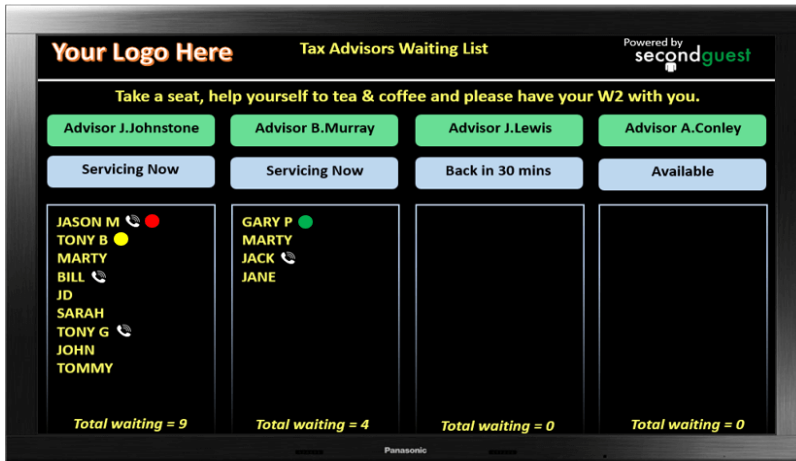 Your Logo Here
Tax Advisors Waiting List
Powered by
secondguest
Take a seat, help yourself to tea & coffee and please have your W2 with you.
Advisor J.Johnstone
Servicing Now
JASON M
TONY B
MARTY
BILL
JD
SARAH
TONY G
JOHN
TOMMY
Total waiting = 9
Advisor B.Murray
Servicing Now
GARY P
MARTY
JACK
JANE
Total waiting = 4
Advisor J.Lewis
Back in 30 mins
Total waiting = 0
Advisor A.Conley
Available
Total waiting = 0
Panasonic